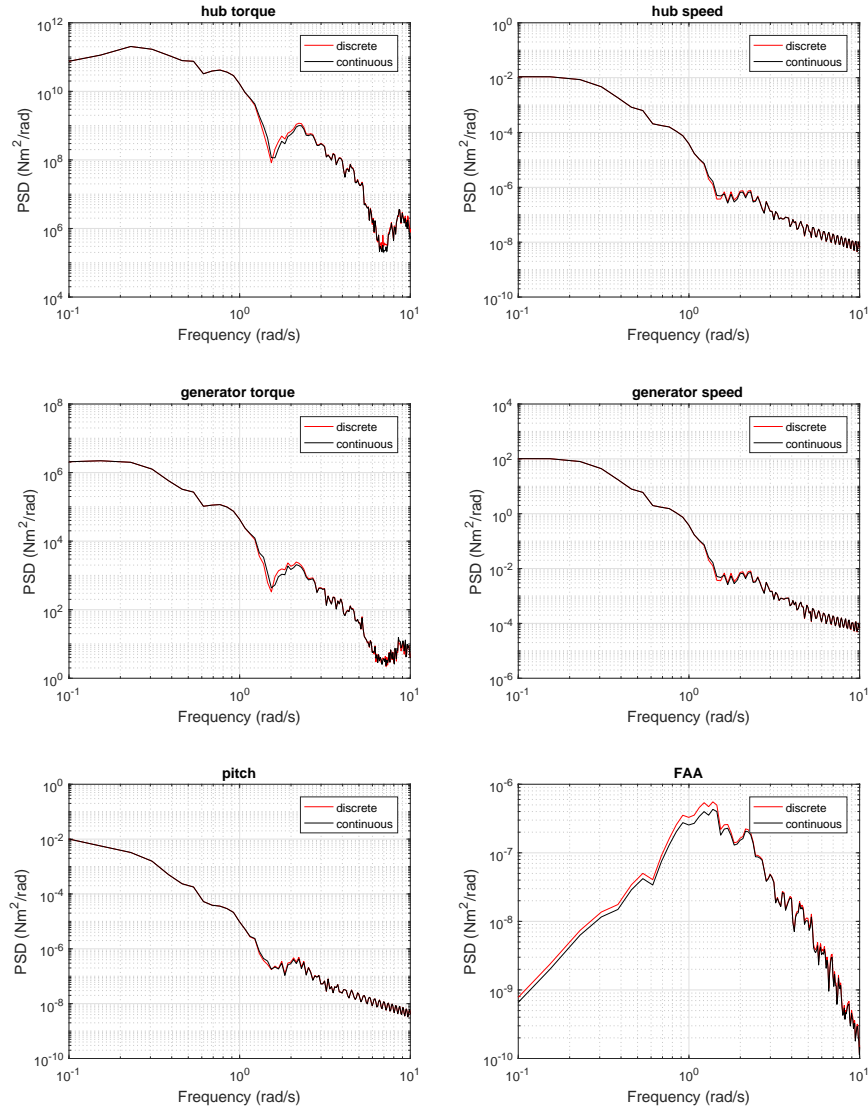 hub torque
10^12
10^10
10^8
10^6
10^4
PSD (Nm^2/rad)
discrete
continuous
10^-1
10^0
10^1
Frequency (rad/s)
hub speed
10^0
10^-2
10^-4
10^-6
10^-8
10^-10
PSD (Nm^2/rad)
discrete
continuous
10^-1
10^0
10^1
Frequency (rad/s)
generator torque
10^8
10^6
10^4
10^2
10^0
PSD (Nm^2/rad)
discrete
continuous
10^-1
10^0
10^1
Frequency (rad/s)
generator speed
10^4
10^2
10^0
10^-2
10^-4
10^-6
PSD (Nm^2/rad)
discrete
continuous
10^-1
10^0
10^1
Frequency (rad/s)
pitch
10^0
10^-2
10^-4
10^-6
10^-8
10^-10
PSD (Nm^2/rad)
discrete
continuous
10^-1
10^0
10^1
Frequency (rad/s)
FAA
10^-6
10^-7
10^-8
10^-9
10^-10
PSD (Nm^2/rad)
discrete
continuous
10^-1
10^0
10^1
Frequency (rad/s)